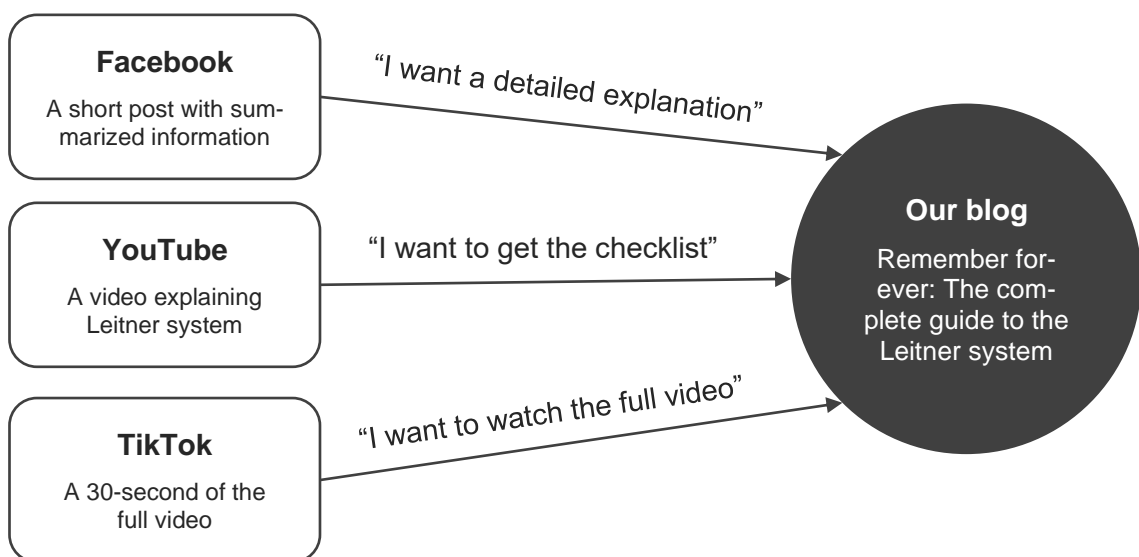 Facebook
A short post with sum-
marized information
“I want a detailed explanation”
YouTube
A video explaining
Leitner system
“I want to get the checklist”
TikTok
A 30-second of the
full video
“I want to watch the full video”
Our blog
Remember for-
ever: The com-
plete guide to the
Leitner system